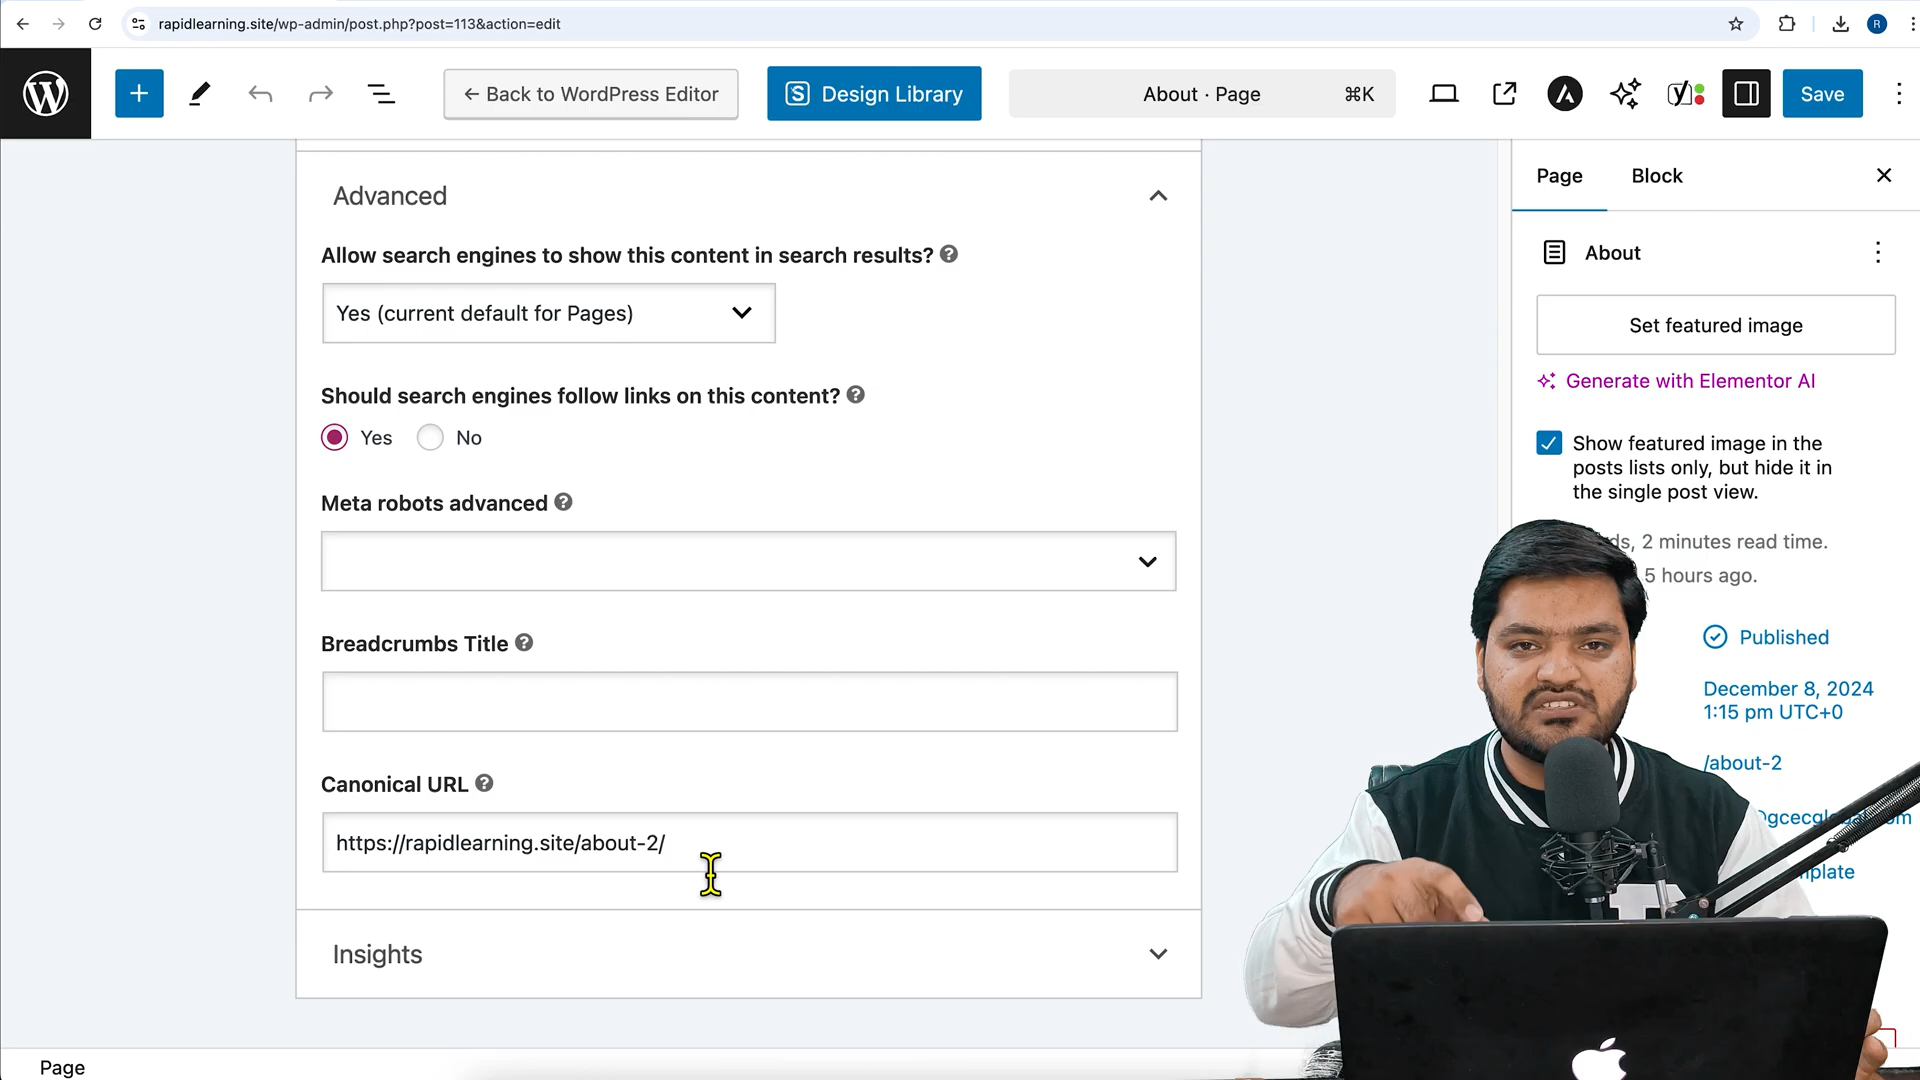 rapidlearning.site/wp-admin/post.php?post=113&action=edit
R
← Back to WordPress Editor
Design Library
About · Page
⌘K
Save
Advanced
Allow search engines to show this content in search results?
Yes (current default for Pages)
Should search engines follow links on this content?
Yes
No
Meta robots advanced
Breadcrumbs Title
Canonical URL
https://rapidlearning.site/about-2/
Insights
Page
Page
Block
About
Set featured image
Generate with Elementor AI
Show featured image in the
posts lists only, but hide it in
the single post view.
2 minutes read time.
5 hours ago.
Published
December 8, 2024
1:15 pm UTC+0
/about-2